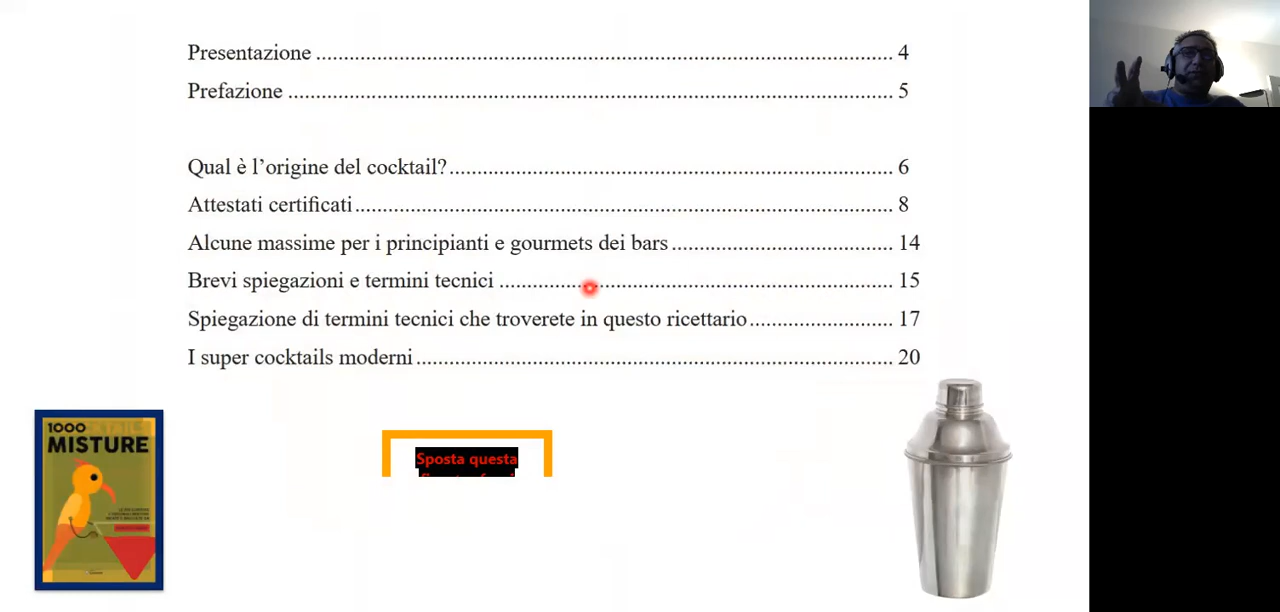 Presentazione ........................................................................................................ 4
Prefazione ............................................................................................................. 5
Qual è l'origine del cocktail? ................................................................................. 6
Attestati certificati .................................................................................................. 8
Alcune massime per i principianti e gourmets dei bars ........................................ 14
Brevi spiegazioni e termini tecnici ........................................................................ 15
Spiegazione di termini tecnici che troverete in questo ricettario .......................... 17
I super cocktails moderni ...................................................................................... 20
1000
MISTURE
Sposta questa